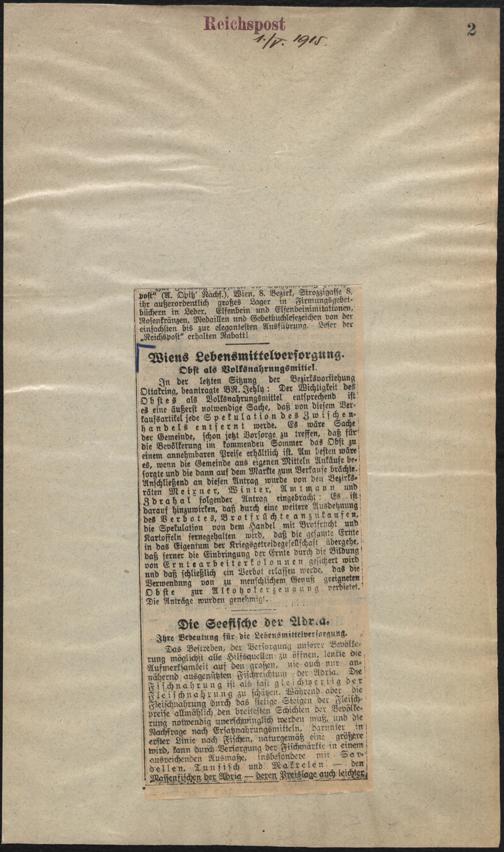 Reichspost
1./V. 1915.
2
post" (A. Opitz' Nachf.), Wien, 8. Bezirk, Strozzigasse 8,
ihr außerordentlich großes Lager in Firmungsgebet-
büchern in Leder, Elfenbein und Elfenbeinimitationen,
Rosenkränzen, Medaillen und Gebetbuchlesezeichen von der
einfachsten bis zur elegantesten Ausführung. Leser der
„Reichspost" erhalten Rabatt!
Wiens Lebensmittelversorgung.
Obst als Volksnahrungsmittel.
In der letzten Sitzung der Bezirksvorstehung
Ottakring, beantragte BR. Jehly: Der Wichtigkeit des
Obstes als Volksnahrungsmittel entsprechend ist
es eine äußerst notwendige Sache, daß von diesem Ver-
kaufsartikel jede Spekulation des Zwischen-
handels entfernt werde. Es wäre Sache
der Gemeinde, schon jetzt Vorsorge zu treffen, daß für
die Bevölkerung im kommenden Sommer das Obst zu
einem annehmbaren Preise erhältlich ist. Am besten wäre
es, wenn die Gemeinde aus eigenen Mitteln Ankäufe be-
sorgte und die dann auf dem Markte zum Verkaufe brächte.
Anschließend an diesen Antrag wurde von den Bezirks-
räten Meixner, Winter, Amtmann und
Zdrahal folgender Antrag eingebracht: Es ist
darauf hinzuwirken, daß durch eine weitere Ausdehnung
des Verbotes, Brotfrüchte anzukaufen,
die Spekulation von dem Handel mit Brotfrucht und
Kartoffeln ferngehalten wird, daß die gesamte Ernte
in das Eigentum der Kriegsgetreidegesellschaft übergehe,
daß ferner die Einbringung der Ernte durch die Bildung
von Erntearbeiterkolonnen gesichert wird
und daß schließlich ein Verbot erlassen werde, das die
Verwendung von zu menschlichem Genuß geeigneten
Obste zur Alkoholerzeugung verbietet.
Die Anträge wurden genehmigt.
Die Seefische der Adria.
Ihre Bedeutung für die Lebensmittelversorgung.
Das Bestreben, der Versorgung unserer Bevölke-
rung möglichst alle Hilfsquellen zu öffnen, lenkte die
Aufmerksamkeit auf den großen, nie auch nur an-
nähernd ausgenützten Fischreichtum der Adria. Die
Fischnahrung ist als fast gleichwertig der
Fleischnahrung zu schätzen. Während aber die
Fleischnahrung durch das stetige Steigen der Fleisch-
preise allmählich den breitesten Schichten der Bevölke-
rung notwendig unerschwinglich werden muß, und die
Nachfrage nach Ersatznahrungsmitteln, darunter in
erster Linie nach Fischen, naturgemäß eine größere
wird, kann durch Versorgung der Fischmärkte in einem
ausreichenden Ausmaße, insbesondere mit Sar-
dellen, Tunfisch und Makrelen — den
Massenfischen der Adria — deren Preislage auch leichter